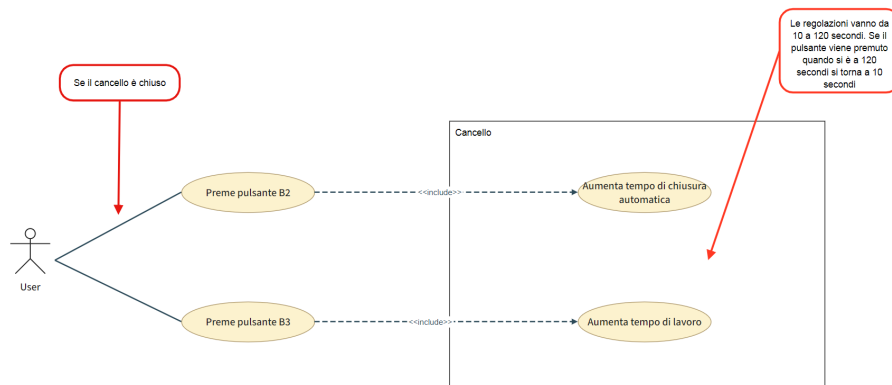 Le regolazioni vanno da
10 a 120 secondi. Se il
pulsante viene premuto
quando si è a 120
secondi si torna a 10
secondi
Se il cancello è chiuso
Cancello
Preme pulsante B2
<<include>>
Aumenta tempo di chiusura
automatica
User
Preme pulsante B3
<<include>>
Aumenta tempo di lavoro